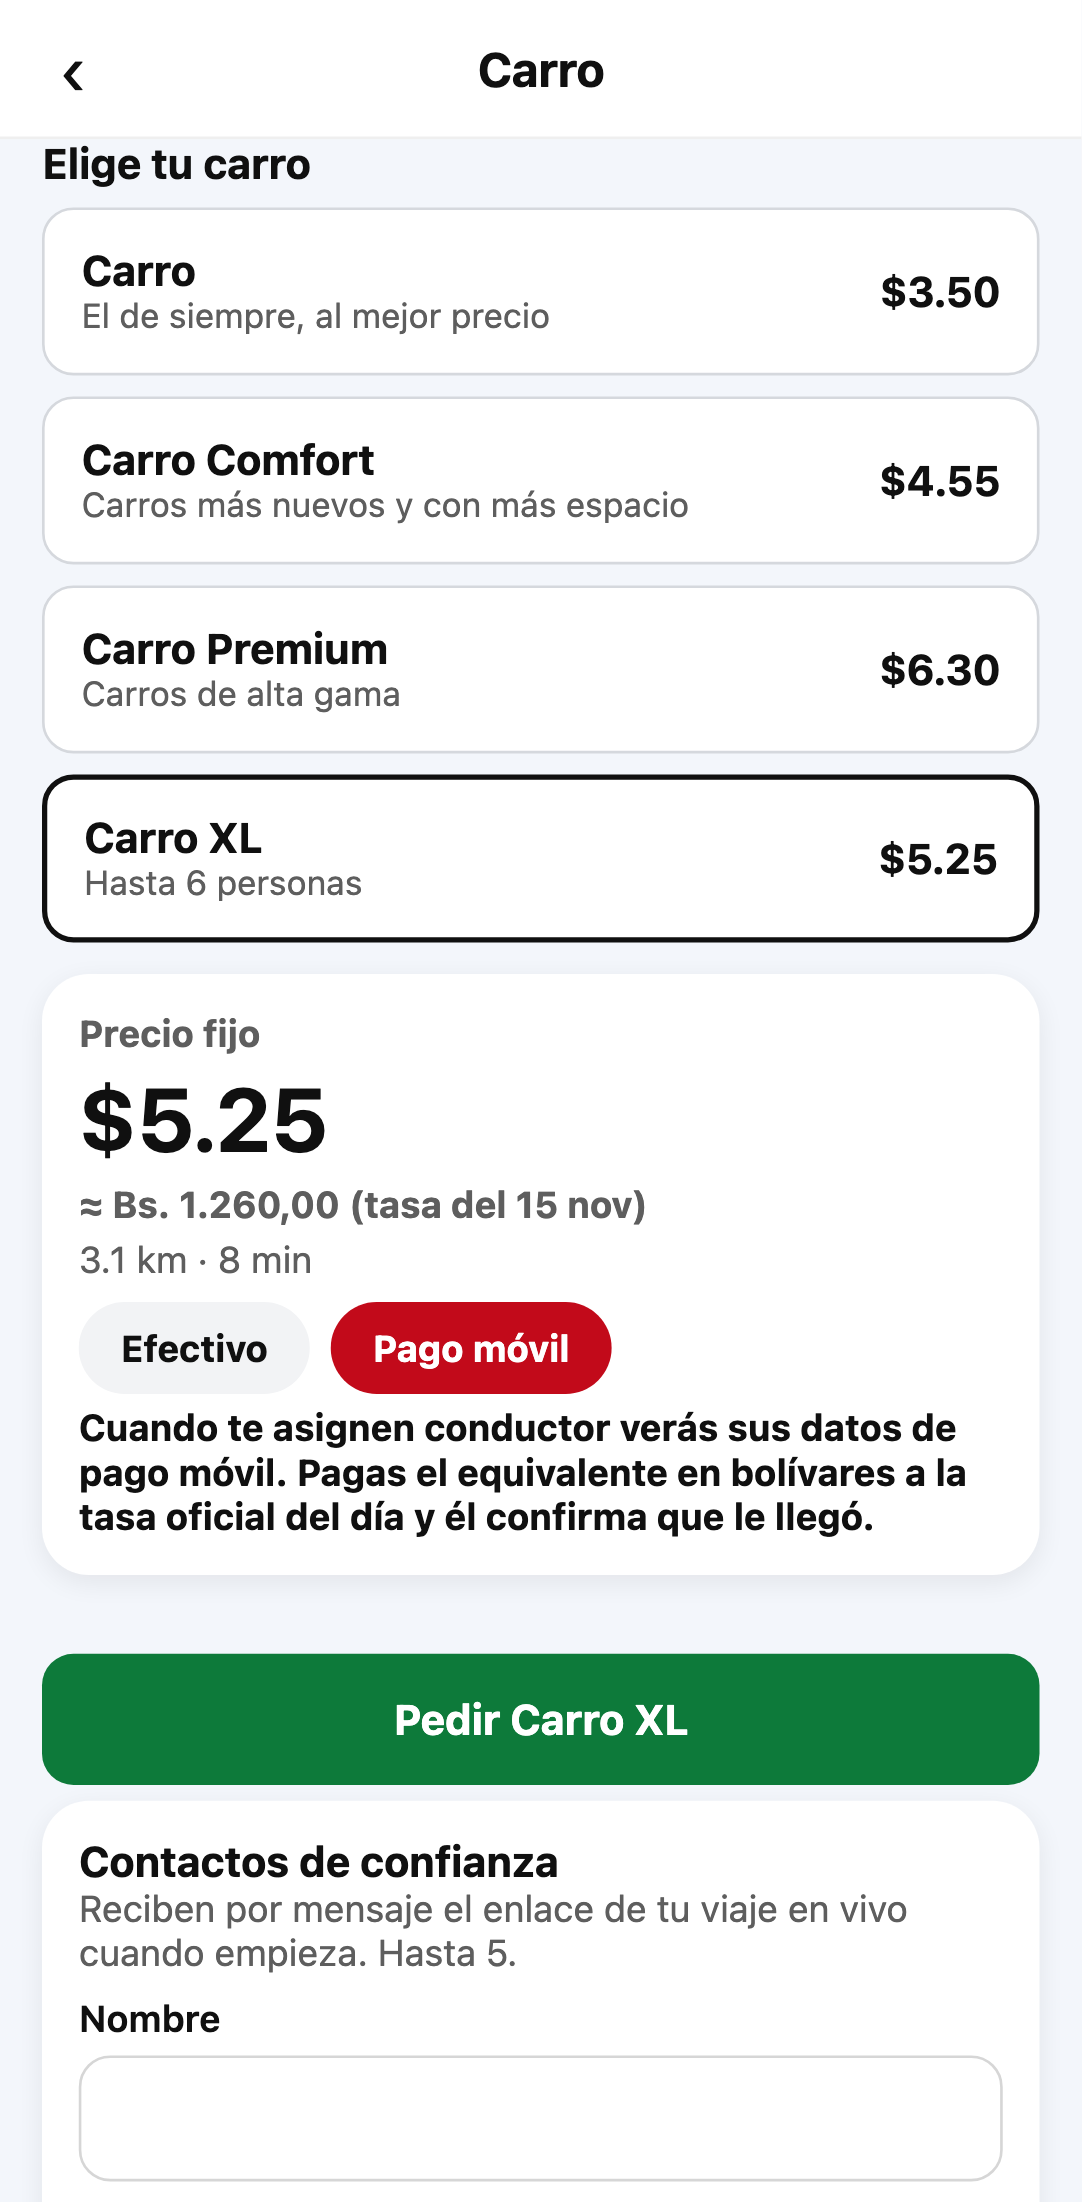 Carro
Elige tu carro
Carro
El de siempre, al mejor precio
$3.50
Carro Comfort
Carros más nuevos y con más espacio
$4.55
Carro Premium
Carros de alta gama
$6.30
Carro XL
Hasta 6 personas
$5.25
Precio fijo
$5.25
≈ Bs. 1.260,00 (tasa del 15 nov)
3.1 km · 8 min
Efectivo
Pago móvil
Cuando te asignen conductor verás sus datos de
pago móvil. Pagas el equivalente en bolívares a la
tasa oficial del día y él confirma que le llegó.
Pedir Carro XL
Contactos de confianza
Reciben por mensaje el enlace de tu viaje en vivo
cuando empieza. Hasta 5.
Nombre